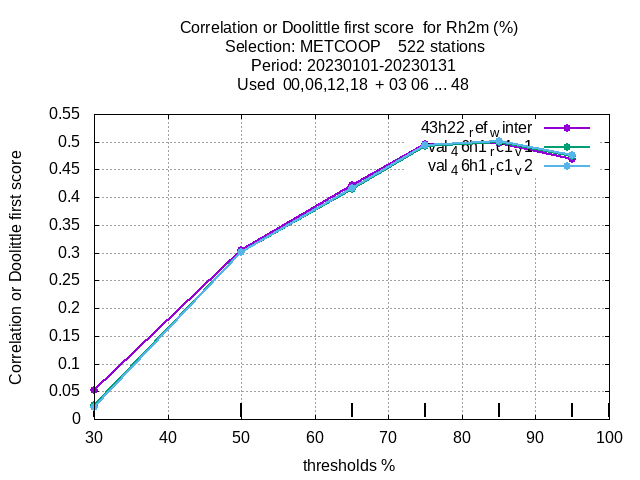 Correlation or Doolittle first score  for Rh2m (%)
Selection: METCOOP    522 stations
Period: 20230101-20230131
Used  00,06,12,18  + 03 06 ... 48
Correlation or Doolittle first score
0.55
0.5
0.45
0.4
0.35
0.3
0.25
0.2
0.15
0.1
0.05
0
43h22refwinter
val46h1rc1v1
val46h1rc1v2
30 40 50 60 70 80 90 100
thresholds %